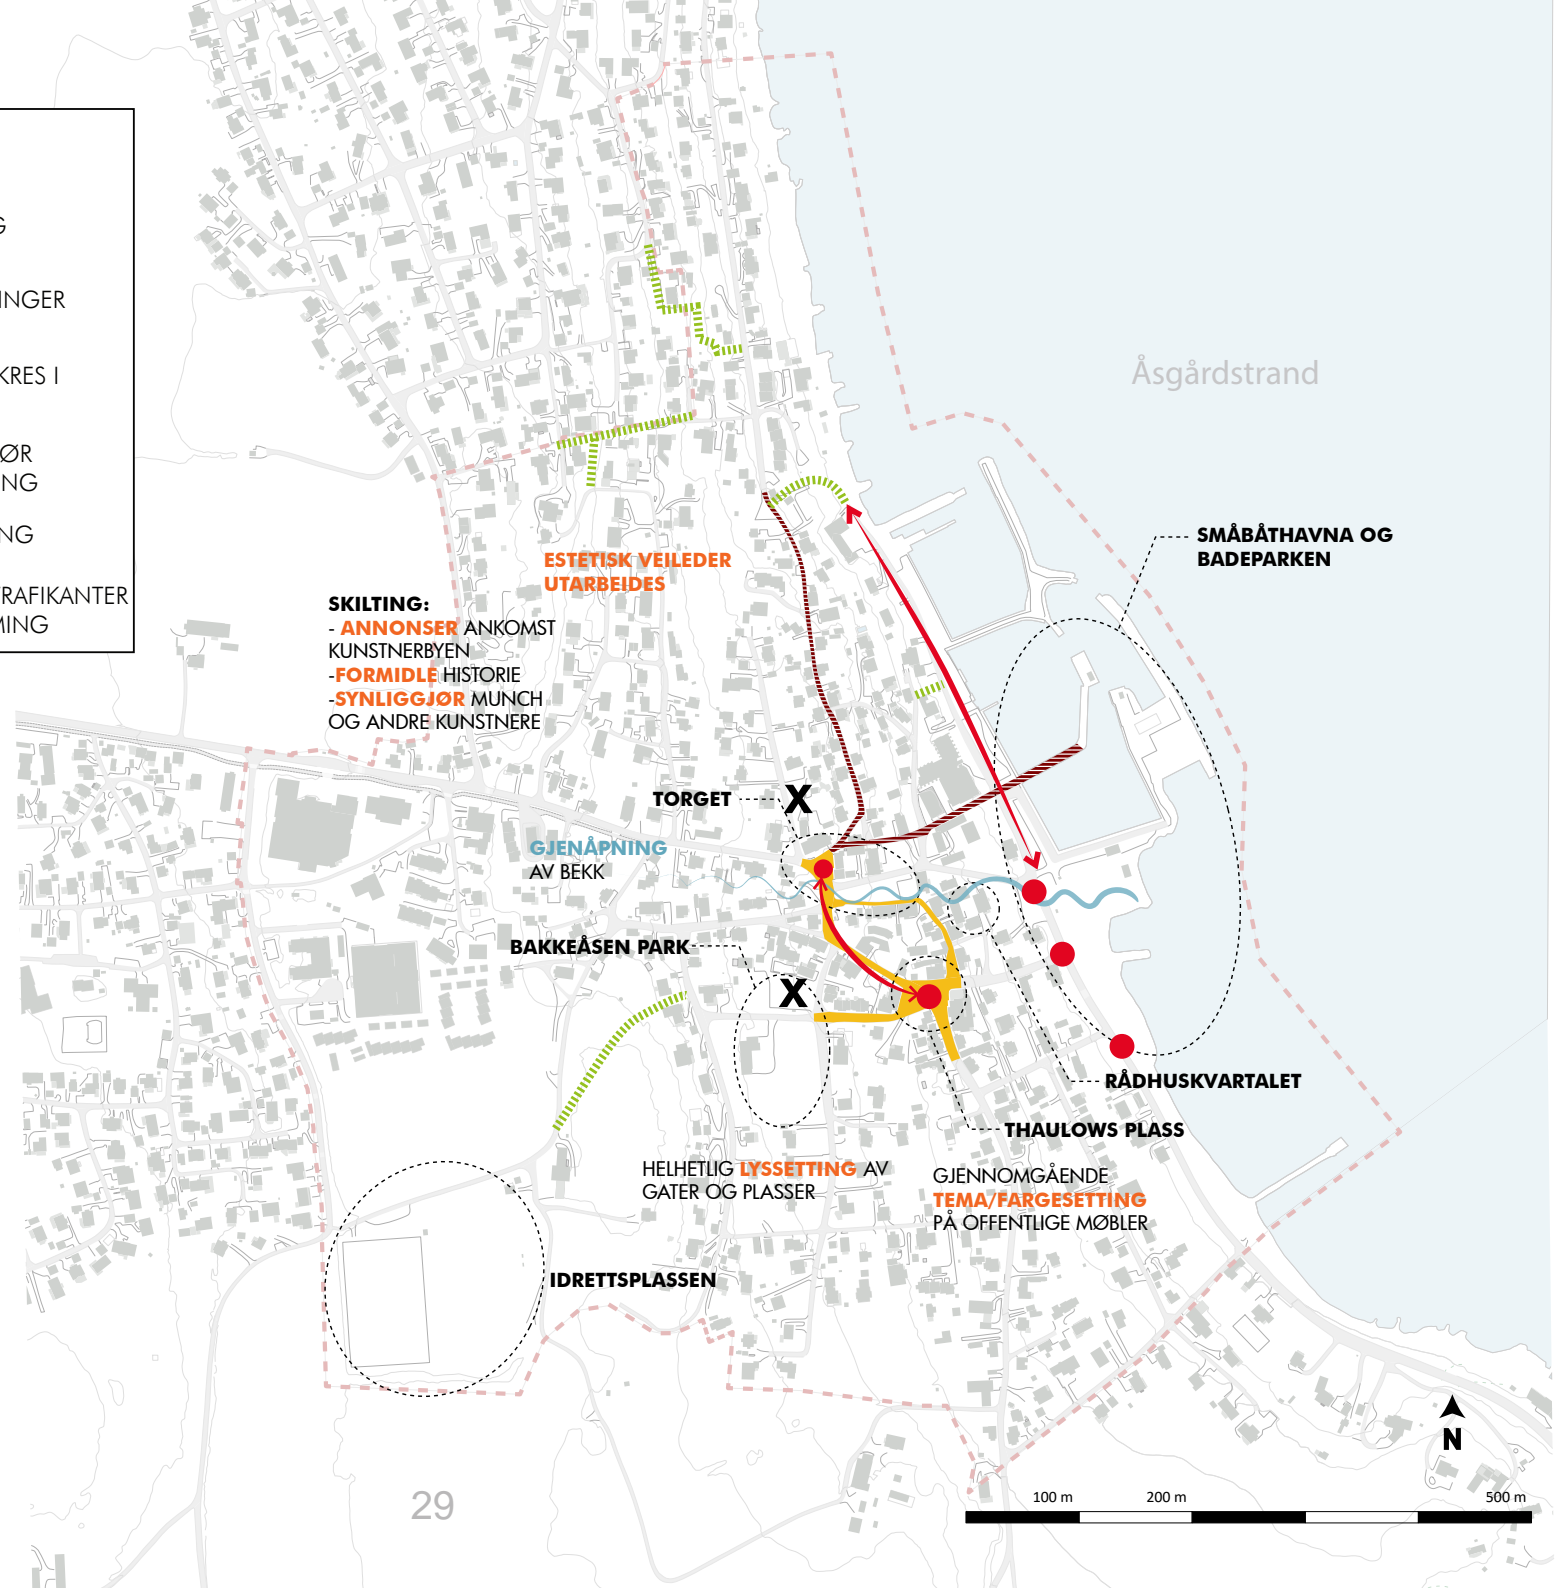 G
INGER
KRES I
ØR
NG
NG
TRAFIKANTER
MING
Åsgårdstrand
SMÅBÅTHAVNA OG
BADEPARKEN
ESTETISK VEILEDER
UTARBEIDES
SKILTING:
- ANNONSER ANKOMST
KUNSTNERBYEN
-FORMIDLE HISTORIE
-SYNLIGGJØR MUNCH
OG ANDRE KUNSTNERE
TORGET
X
GJENÅPNING
AV BEKK
BAKKEÅSEN PARK
X
RÅDHUSKVARTALET
THAULOWS PLASS
HELHETLIG LYSSETTING AV
GATER OG PLASSER
GJENNOMGÅENDE
TEMA/FARGESETTING
PÅ OFFENTLIGE MØBLER
IDRETTSPLASSEN
N
29
100 m 200 m 500 m